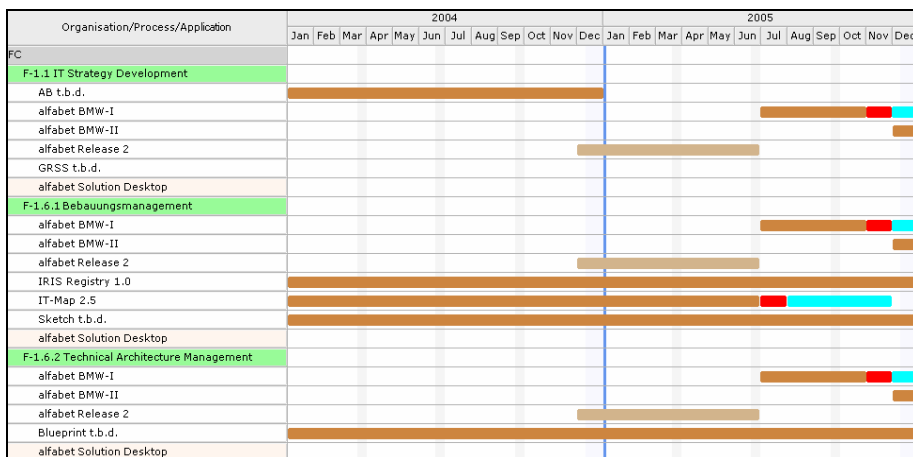 Organisation/Process/Application
2004 2005
Jan Feb Mar Apr May Jun Jul Aug Sep Oct Nov Dec Jan Feb Mar Apr May Jun Jul Aug Sep Oct Nov Dec
FC
F-1.1 IT Strategy Development
AB t.b.d.
alfabet BMW-I
alfabet BMW-II
alfabet Release 2
GRSS t.b.d.
alfabet Solution Desktop
F-1.6.1 Bebauungsmanagement
alfabet BMW-I
alfabet BMW-II
alfabet Release 2
IRIS Registry 1.0
IT-Map 2.5
Sketch t.b.d.
alfabet Solution Desktop
F-1.6.2 Technical Architecture Management
alfabet BMW-I
alfabet BMW-II
alfabet Release 2
Blueprint t.b.d.
alfabet Solution Desktop